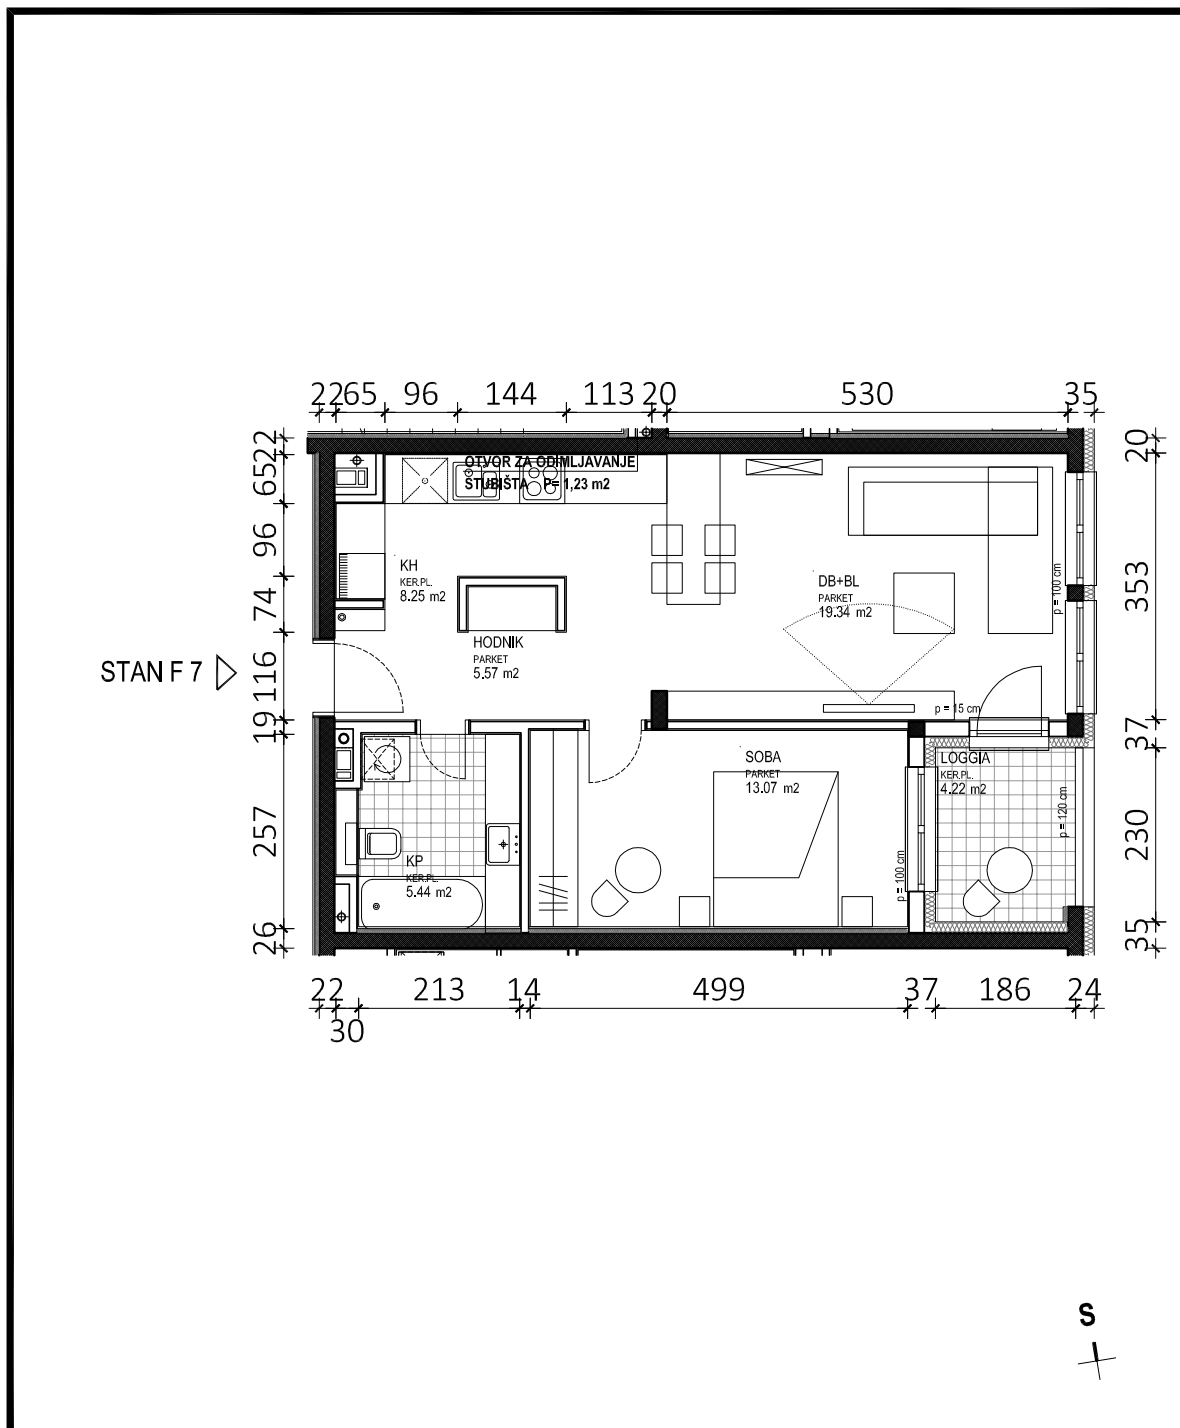 22 65 96 144 113 20 530 35
22
65
96
74
116
19
257
26
20
353
37
230
35
OTVOR ZA ODIMLJAVANJE
STUBIŠTA P= 1,23 m2
KH
KER.PL.
8.25 m2
DB+BL
PARKET
19.34 m2
p = 100 cm
HODNIK
PARKET
5.57 m2
STAN F 7
p = 15 cm
SOBA
PARKET
13.07 m2
LOGGIA
KER.PL.
4.22 m2
p = 120 cm
p = 100 cm
KP
KER.PL.
5.44 m2
22 213 14 499 37 186 24
30
S